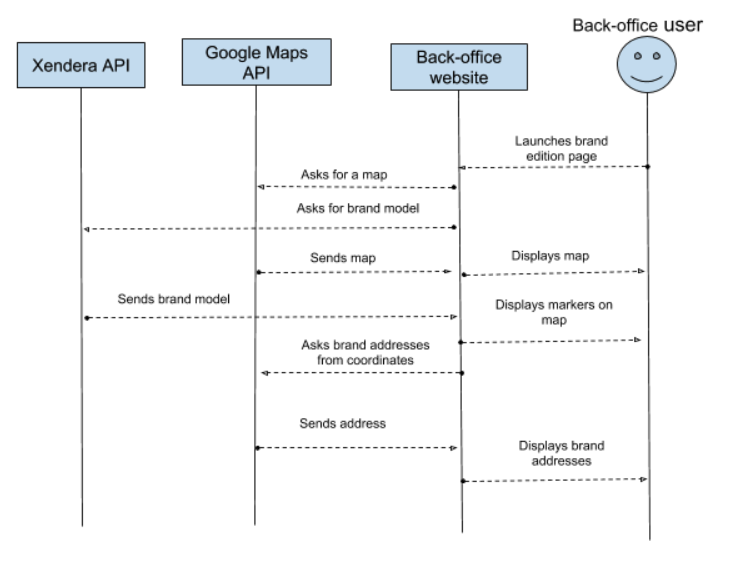 Back-office user
Xendera API
Google Maps
API
Back-office
website
Launches brand
edition page
Asks for a map
Asks for brand model
Sends map
Displays map
Sends brand model
Displays markers on
map
Asks brand addresses
from coordinates
Sends address
Displays brand
addresses